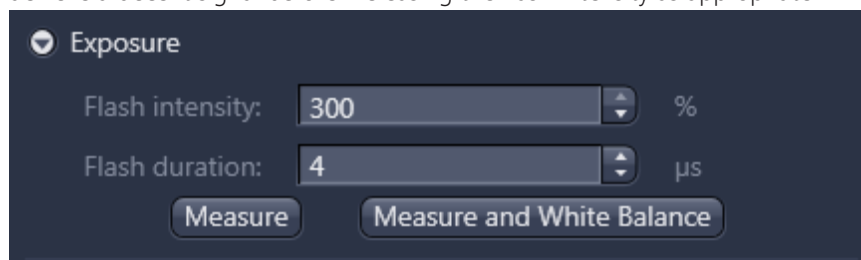 Exposure
Flash intensity: 300 %
Flash duration: 4 µs
Measure Measure and White Balance